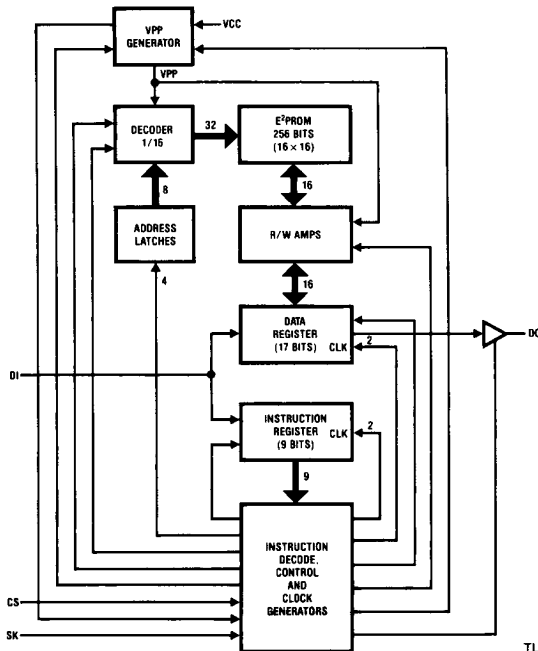 VPP
GENERATOR
VCC
VPP
DECODER
1/16
32
E²PROM
256 BITS
(16 × 16)
8
16
ADDRESS
LATCHES
R/W AMPS
4
16
DATA
REGISTER
(17 BITS)
CLK
2
DI
INSTRUCTION
REGISTER
(9 BITS)
CLK
2
9
INSTRUCTION
DECODE,
CONTROL
AND
CLOCK
GENERATORS
CS
SK
TL